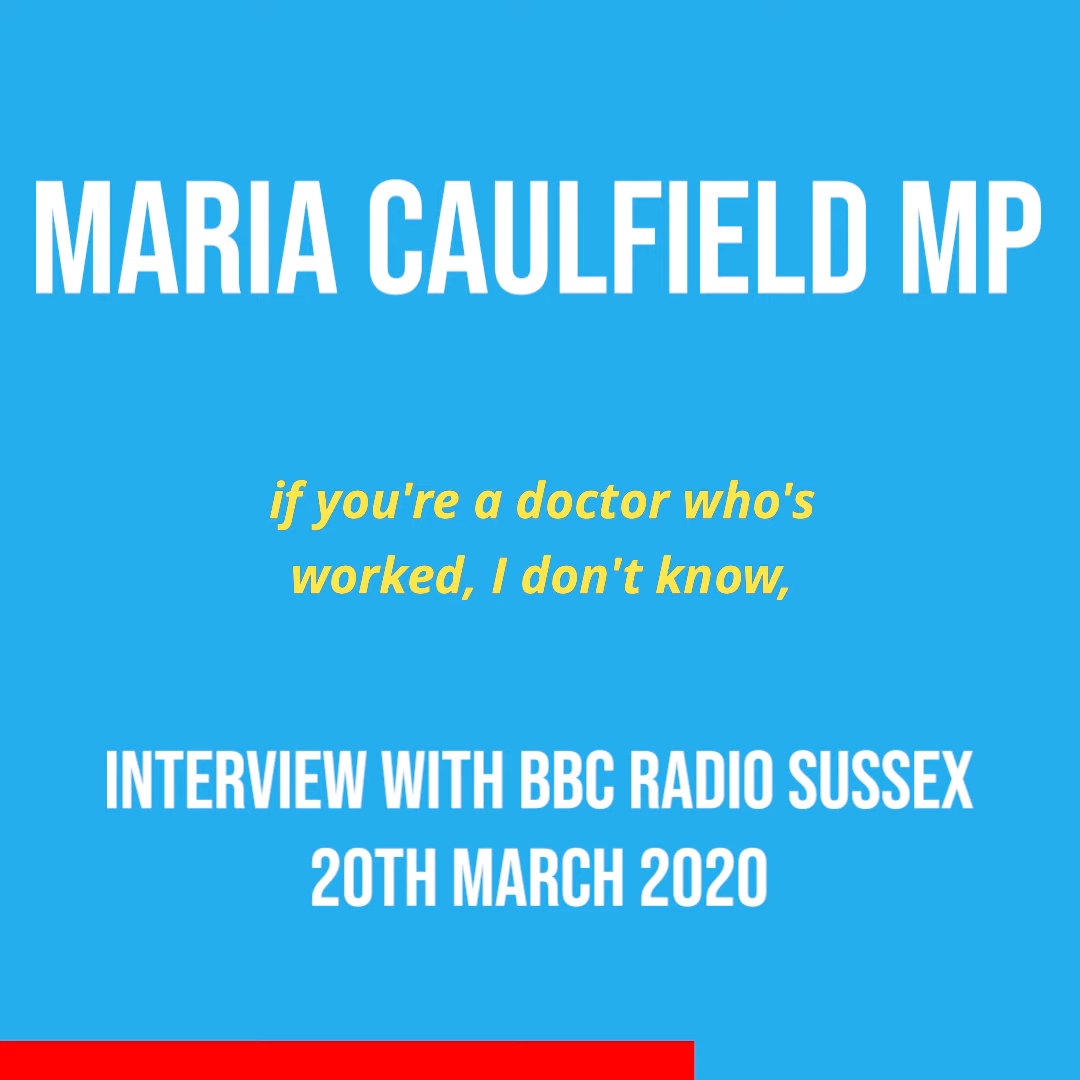 MARIA CAULFIELD MP
if you're a doctor who's
worked, I don't know,
INTERVIEW WITH BBC RADIO SUSSEX
20TH MARCH 2020